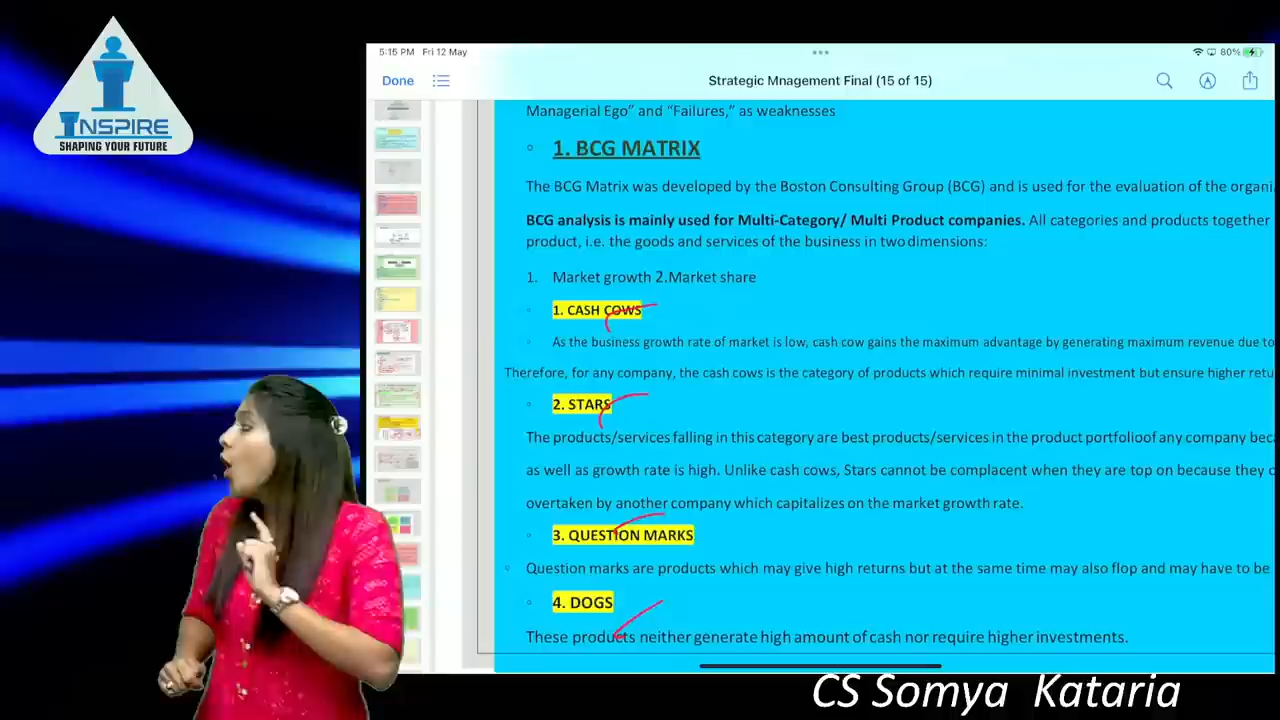 INSPIRE
SHAPING YOUR FUTURE
5:15 PM Fri 12 May
80%
Done
Strategic Mnagement Final (15 of 15)
Managerial Ego" and "Failures," as weaknesses
1. BCG MATRIX
The BCG Matrix was developed by the Boston Consulting Group (BCG) and is used for the evaluation of the organi
BCG analysis is mainly used for Multi-Category/ Multi Product companies. All categories and products together
product, i.e. the goods and services of the business in two dimensions:
1. Market growth 2.Market share
1. CASH COWS
As the business growth rate of market is low, cash cow gains the maximum advantage by generating maximum revenue due to
Therefore, for any company, the cash cows is the category of products which require minimal investment but ensure higher retu
2. STARS
The products/services falling in this category are best products/services in the product portfolioof any company beca
as well as growth rate is high. Unlike cash cows, Stars cannot be complacent when they are top on because they c
overtaken by another company which capitalizes on the market growth rate.
3. QUESTION MARKS
Question marks are products which may give high returns but at the same time may also flop and may have to be
4. DOGS
These products neither generate high amount of cash nor require higher investments.
CS Somya Kataria